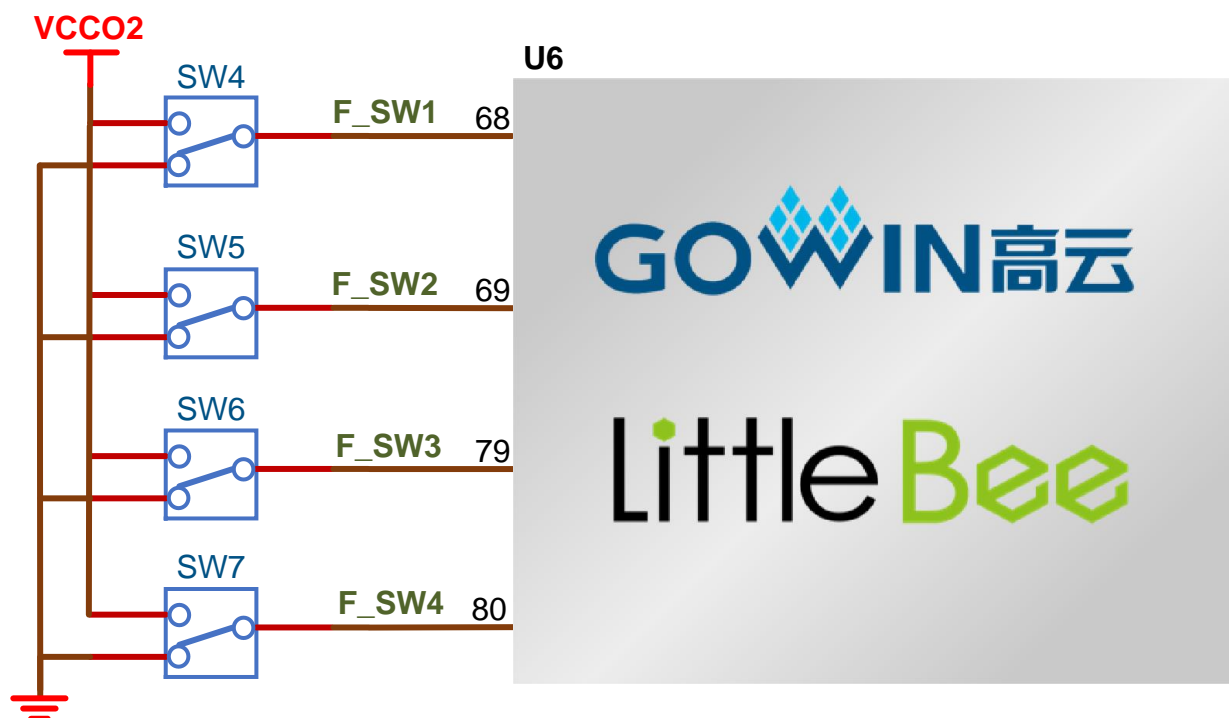 VCCO2
U6
SW4
F_SW1 68
SW5
F_SW2 69
GOWIN高云
SW6
F_SW3 79
LittleBee
SW7
F_SW4 80